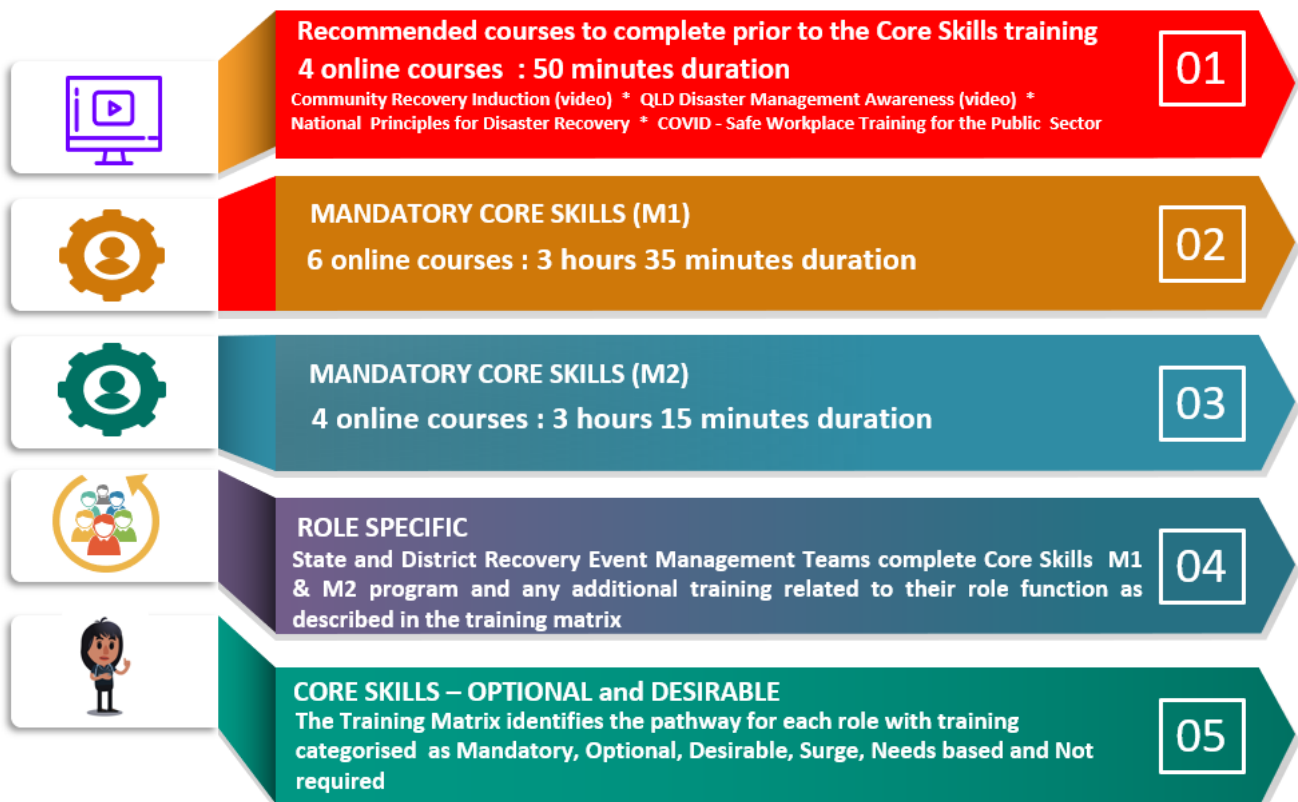 Recommended courses to complete prior to the Core Skills training
4 online courses : 50 minutes duration
Community Recovery Induction (video) * QLD Disaster Management Awareness (video) *
National Principles for Disaster Recovery * COVID - Safe Workplace Training for the Public Sector
01
MANDATORY CORE SKILLS (M1)
6 online courses : 3 hours 35 minutes duration
02
MANDATORY CORE SKILLS (M2)
4 online courses : 3 hours 15 minutes duration
03
ROLE SPECIFIC
State and District Recovery Event Management Teams complete Core Skills M1
& M2 program and any additional training related to their role function as
described in the training matrix
04
CORE SKILLS – OPTIONAL and DESIRABLE
The Training Matrix identifies the pathway for each role with training
categorised as Mandatory, Optional, Desirable, Surge, Needs based and Not
required
05